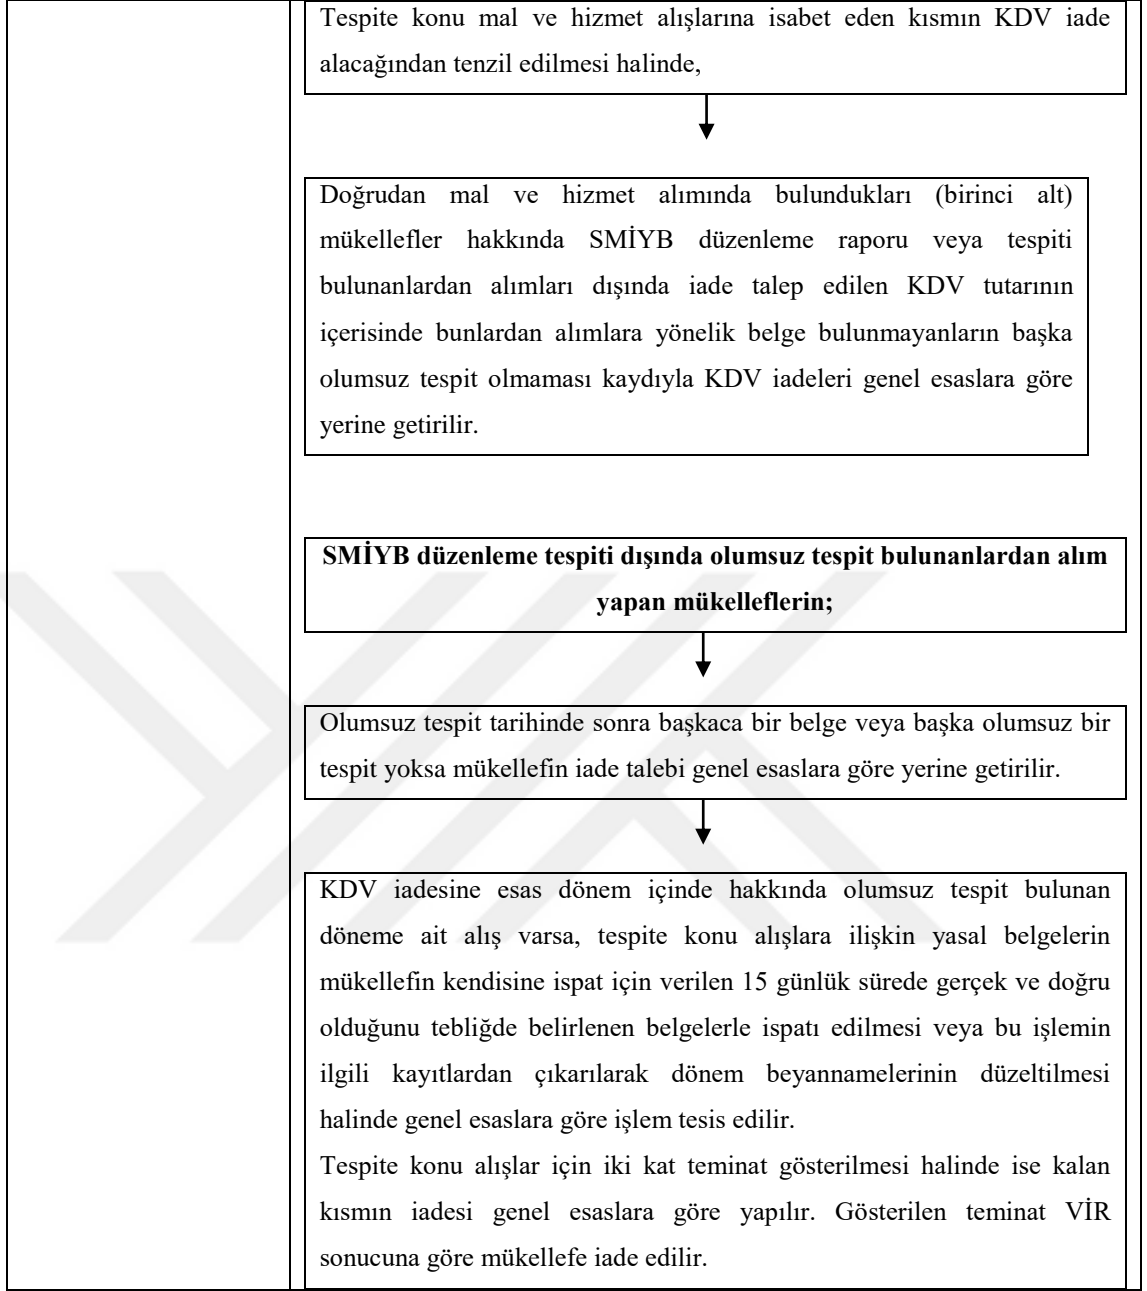 Tespite konu mal ve hizmet alışlarına isabet eden kısmın KDV iade
alacağından tenzil edilmesi halinde,
Doğrudan mal ve hizmet alımında bulundukları (birinci alt)
mükellefler hakkında SMİYB düzenleme raporu veya tespiti
bulunanlardan alımları dışında iade talep edilen KDV tutarının
içerisinde bunlardan alımlara yönelik belge bulunmayanların başka
olumsuz tespit olmaması kaydıyla KDV iadeleri genel esaslara göre
yerine getirilir.
SMİYB düzenleme tespiti dışında olumsuz tespit bulunanlardan alım
yapan mükelleflerin;
Olumsuz tespit tarihinde sonra başkaca bir belge veya başka olumsuz bir
tespit yoksa mükellefin iade talebi genel esaslara göre yerine getirilir.
KDV iadesine esas dönem içinde hakkında olumsuz tespit bulunan
döneme ait alış varsa, tespite konu alışlara ilişkin yasal belgelerin
mükellefin kendisine ispat için verilen 15 günlük sürede gerçek ve doğru
olduğunu tebliğde belirlenen belgelerle ispatı edilmesi veya bu işlemin
ilgili kayıtlardan çıkarılarak dönem beyannamelerinin düzeltilmesi
halinde genel esaslara göre işlem tesis edilir.
Tespite konu alışlar için iki kat teminat gösterilmesi halinde ise kalan
kısmın iadesi genel esaslara göre yapılır. Gösterilen teminat VİR
sonucuna göre mükellefe iade edilir.